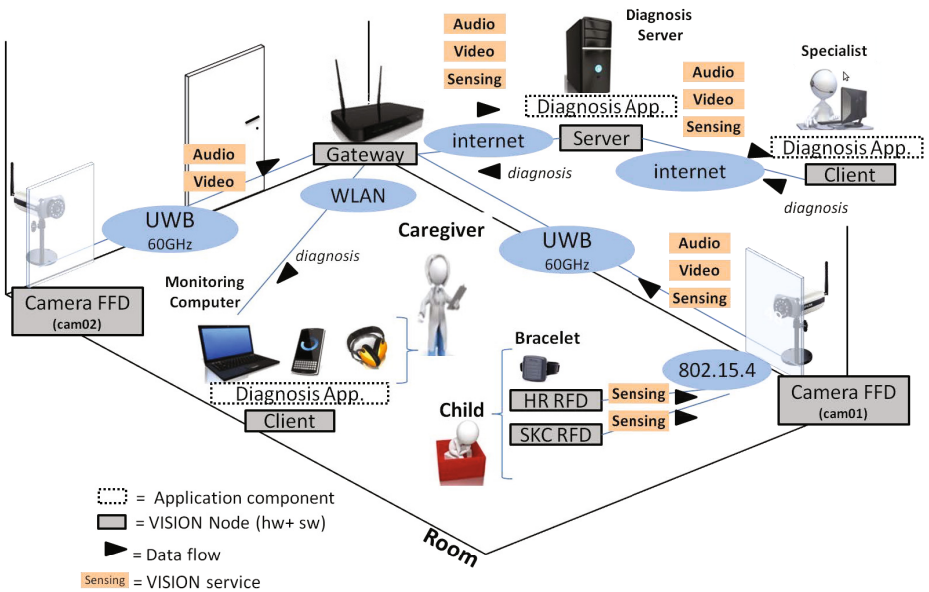 Audio
Video
Sensing
Diagnosis
Server
Specialist
Audio
Video
Sensing
Diagnosis App.
Server
internet
Diagnosis App.
Client
internet
diagnosis
diagnosis
Gateway
Audio
Video
WLAN
UWB
60GHz
Camera FFD
(cam02)
diagnosis
Monitoring
Computer
Caregiver
UWB
60GHz
Audio
Video
Sensing
Diagnosis App.
Client
Bracelet
802.15.4
HR RFD
Sensing
SKC RFD
Sensing
Child
Camera FFD
(cam01)
Room
= Application component
= VISION Node (hw+ sw)
= Data flow
Sensing = VISION service